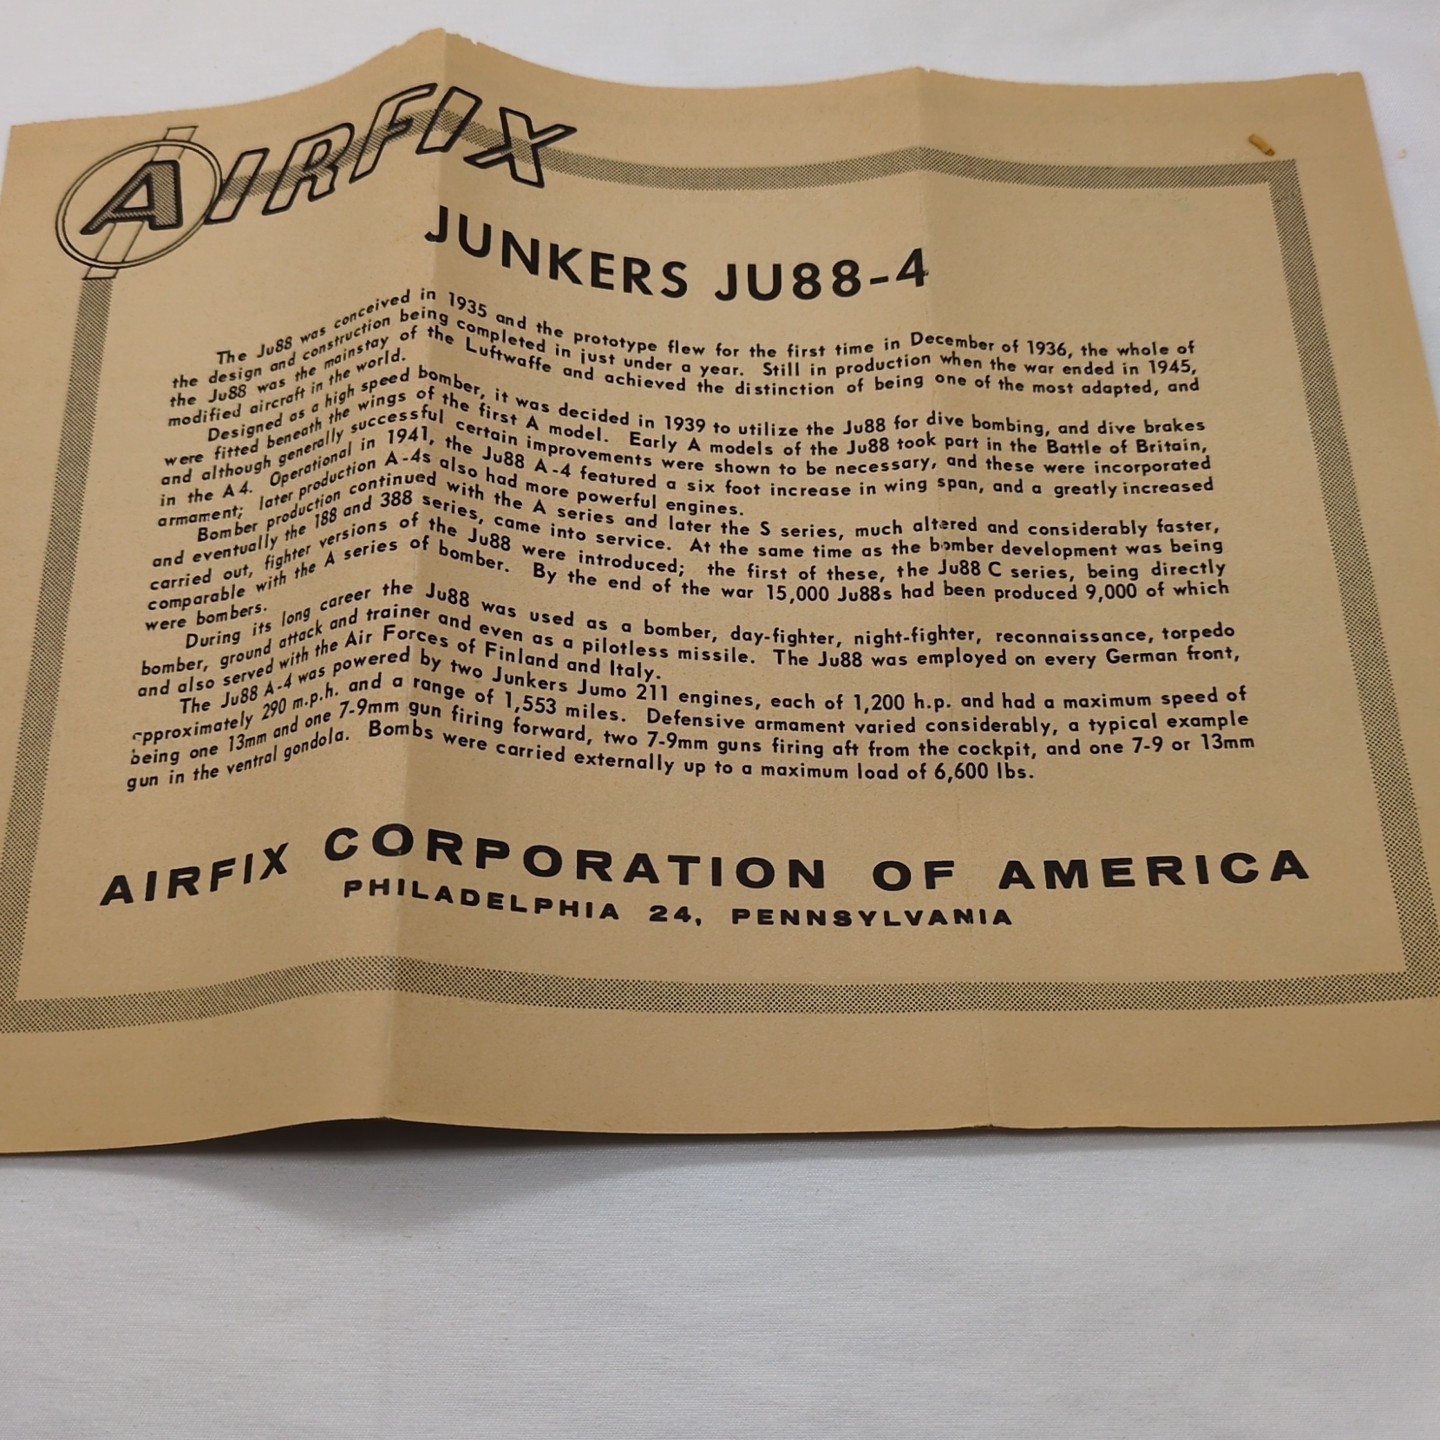 AIRFIX
JUNKERS JU88-4
The Ju88 was conceived in 1935 and the prototype flew for the first time in December of 1936, the whole of
the design and construction being completed in just under a year. Still in production when the war ended in 1945,
the Ju88 was the mainstay of the Luftwaffe and achieved the distinction of being one of the most adapted, and
modified aircraft in the world.
Designed as a high speed bomber, it was decided in 1939 to utilize the Ju88 for dive bombing, and dive brakes
were fitted beneath the wings of the first A model. Early A models of the Ju88 took part in the Battle of Britain,
and although generally successful certain improvements were shown to be necessary, and these were incorporated
in the A4. Operational in 1941, the Ju88 A-4 featured a six foot increase in wing span, and a greatly increased
armament; later production A-4s also had more powerful engines.
Bomber production continued with the A series and later the S series, much altered and considerably faster,
and eventually the 188 and 388 series, came into service. At the same time as the bomber development was being
carried out, fighter versions of the Ju88 were introduced; the first of these, the Ju88 C series, being directly
comparable with the A series of bomber. By the end of the war 15,000 Ju88s had been produced 9,000 of which
were bombers.
During its long career the Ju88 was used as a bomber, day-fighter, night-fighter, reconnaissance, torpedo
bomber, ground attack and trainer and even as a pilotless missile. The Ju88 was employed on every German front,
and also served with the Air Forces of Finland and Italy.
The Ju88 A-4 was powered by two Junkers Jumo 211 engines, each of 1,200 h.p. and had a maximum speed of
approximately 290 m.p.h. and a range of 1,553 miles. Defensive armament varied considerably, a typical example
being one 13mm and one 7-9mm gun firing forward, two 7-9mm guns firing aft from the cockpit, and one 7-9 or 13mm
gun in the ventral gondola. Bombs were carried externally up to a maximum load of 6,600 lbs.
AIRFIX CORPORATION OF AMERICA
PHILADELPHIA 24, PENNSYLVANIA